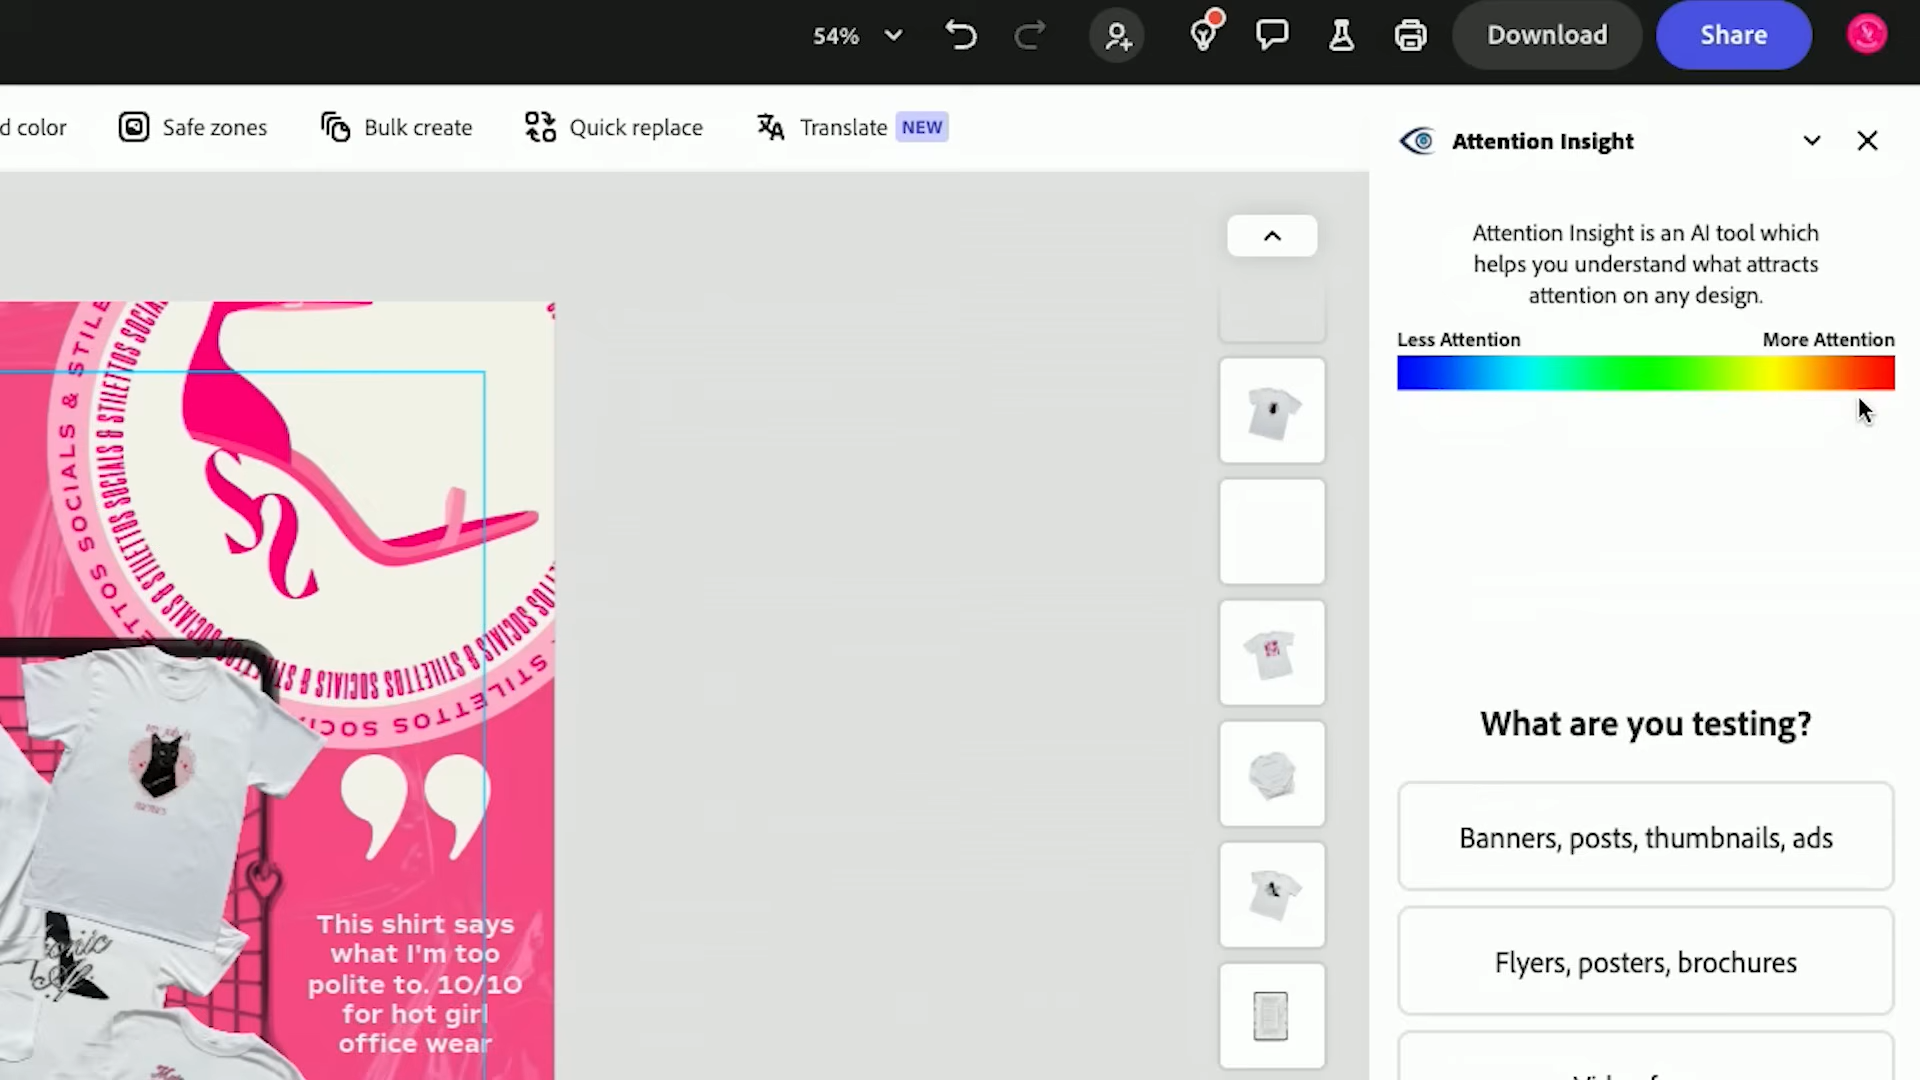 54%
Download
Share
d color
Safe zones
Bulk create
Quick replace
Translate NEW
Attention Insight
Attention Insight is an AI tool which
helps you understand what attracts
attention on any design.
Less Attention
More Attention
SOCIALS & STILE
STILETTOS SOCIALS & STILETTOS SOCIALS & STILETTOS SOCIALS
This shirt says
what I'm too
polite to. 10/10
for hot girl
office wear
What are you testing?
Banners, posts, thumbnails, ads
Flyers, posters, brochures